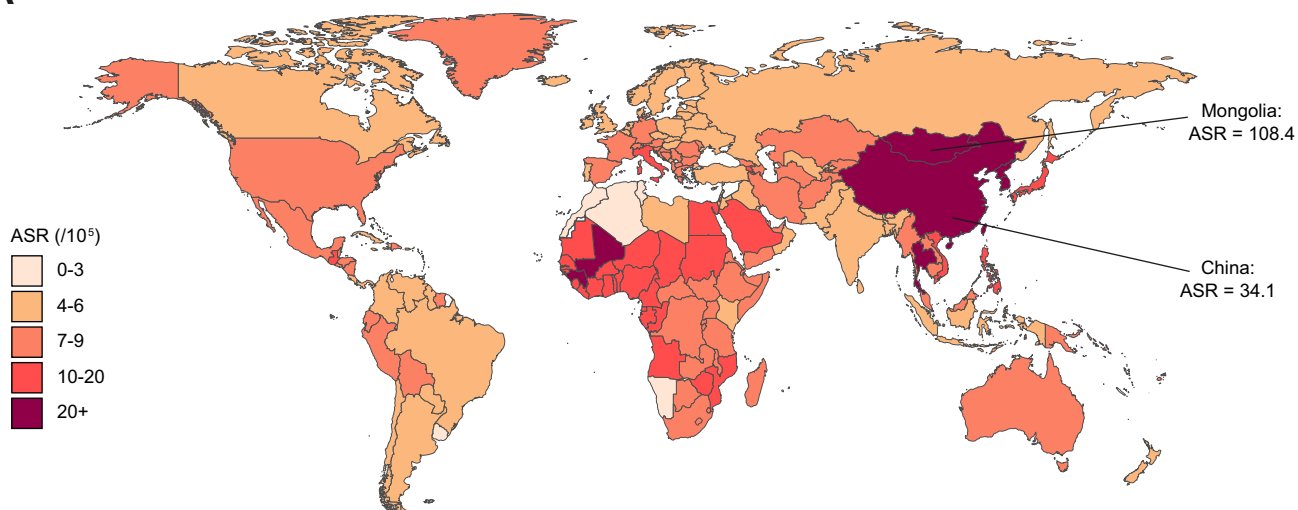 Mongolia:
ASR = 108.4
ASR (/10⁵)
0-3
4-6
7-9
10-20
20+
China:
ASR = 34.1